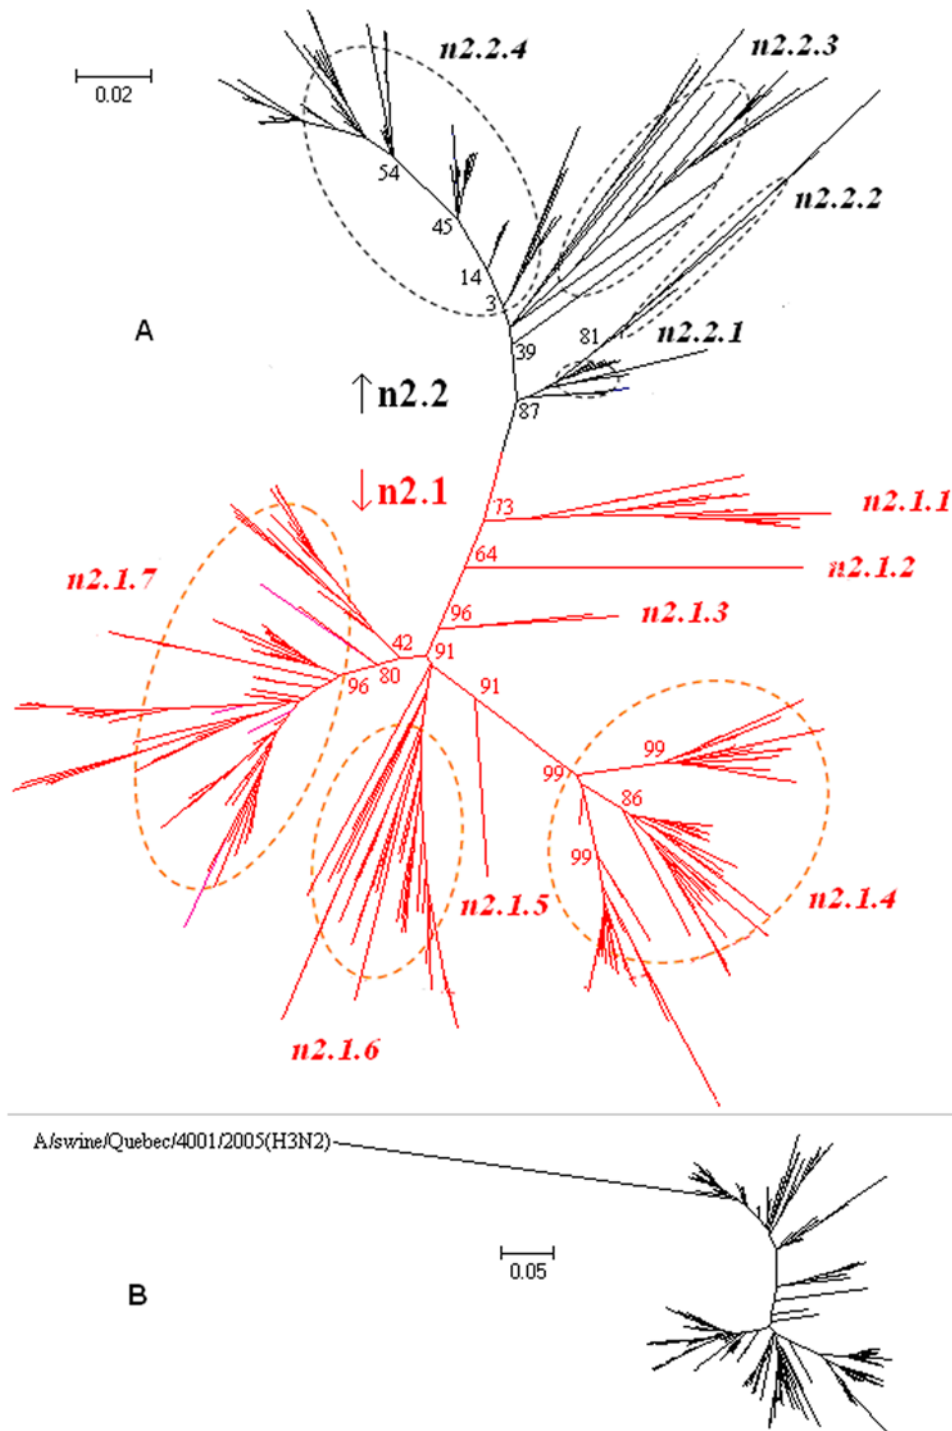 n2.2.4
n2.2.3
0.02
54
n2.2.2
45
14
3
A
81
n2.2.1
39
↑n2.2
87
↓n2.1
73
n2.1.1
64
n2.1.2
n2.1.7
96
n2.1.3
42
91
80
96
91
99
99
86
99
n2.1.5
n2.1.4
n2.1.6
A/swine/Quebec/4001/2005(H3N2)
0.05
B